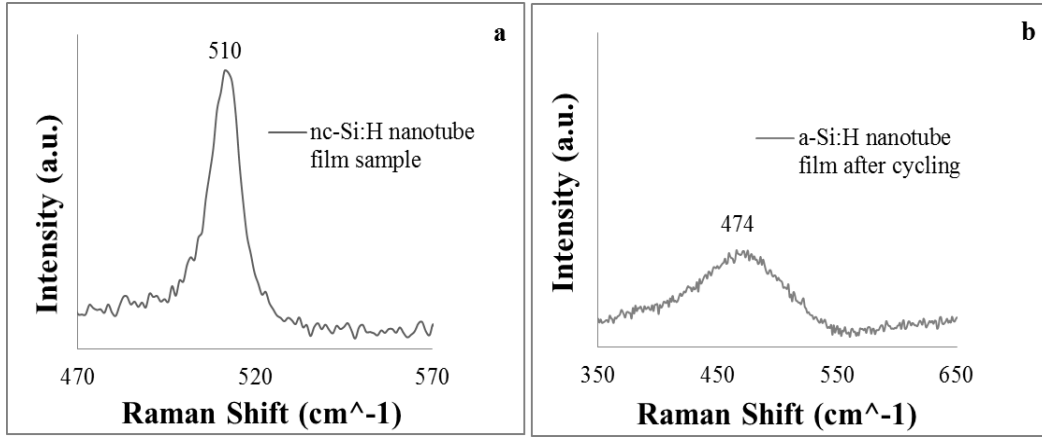 a
510
nc-Si:H nanotube
film sample
Intensity (a.u.)
470
520
570
Raman Shift (cm^-1)
b
a-Si:H nanotube
film after cycling
474
Intensity (a.u.)
350
450
550
650
Raman Shift (cm^-1)